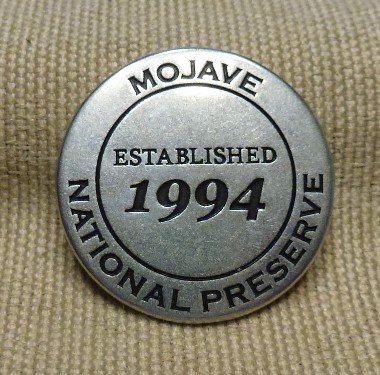 MOJAVE
ESTABLISHED
1994
NATIONAL PRESERVE